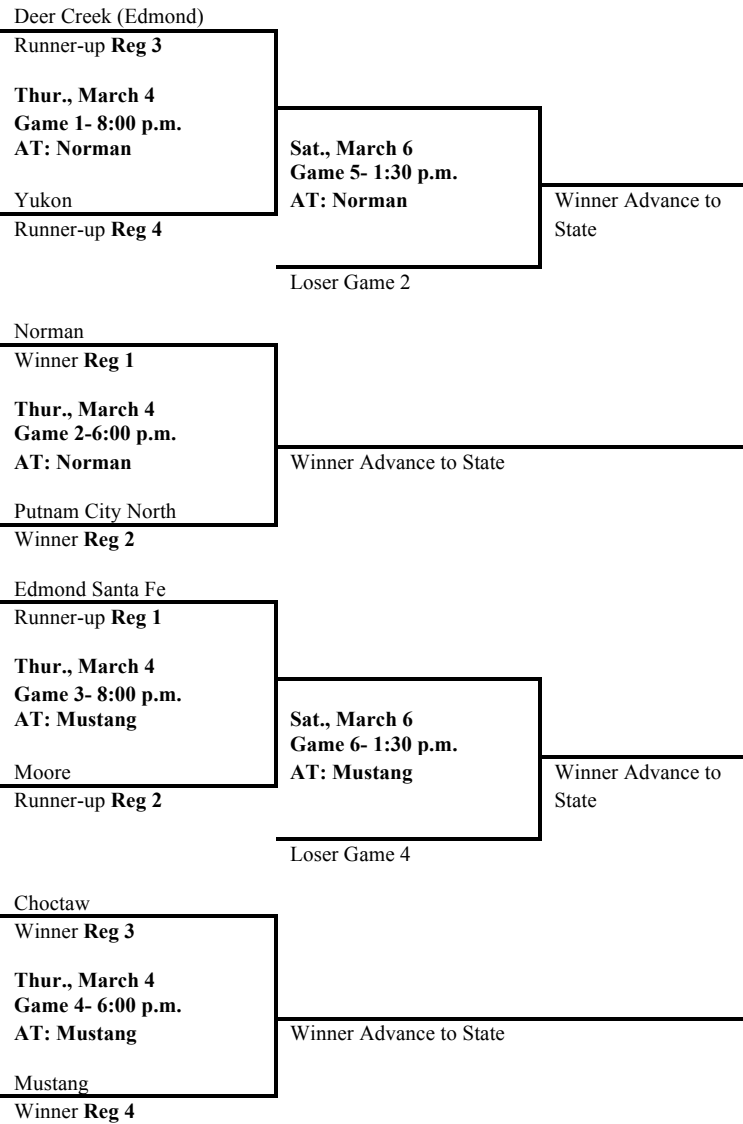 Deer Creek (Edmond)
Runner-up Reg 3
Thur., March 4
Game 1- 8:00 p.m.
AT: Norman
Yukon
Runner-up Reg 4
Sat., March 6
Game 5- 1:30 p.m.
AT: Norman
Loser Game 2
Winner Advance to
State
Norman
Winner Reg 1
Thur., March 4
Game 2-6:00 p.m.
AT: Norman
Putnam City North
Winner Reg 2
Winner Advance to State
Edmond Santa Fe
Runner-up Reg 1
Thur., March 4
Game 3- 8:00 p.m.
AT: Mustang
Moore
Runner-up Reg 2
Sat., March 6
Game 6- 1:30 p.m.
AT: Mustang
Loser Game 4
Winner Advance to
State
Choctaw
Winner Reg 3
Thur., March 4
Game 4- 6:00 p.m.
AT: Mustang
Mustang
Winner Reg 4
Winner Advance to State